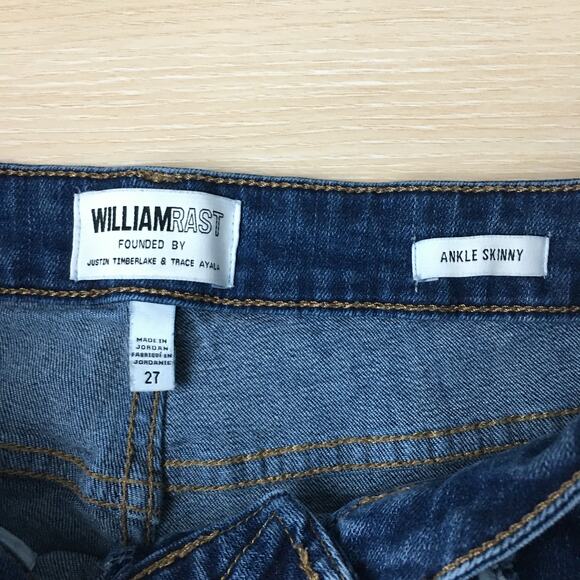 WILLIAMRAST
FOUNDED BY
JUSTIN TIMBERLAKE & TRACE AYALA
ANKLE SKINNY
MADE IN
JORDAN
FABRIQUÉ EN
JORDANIE
27